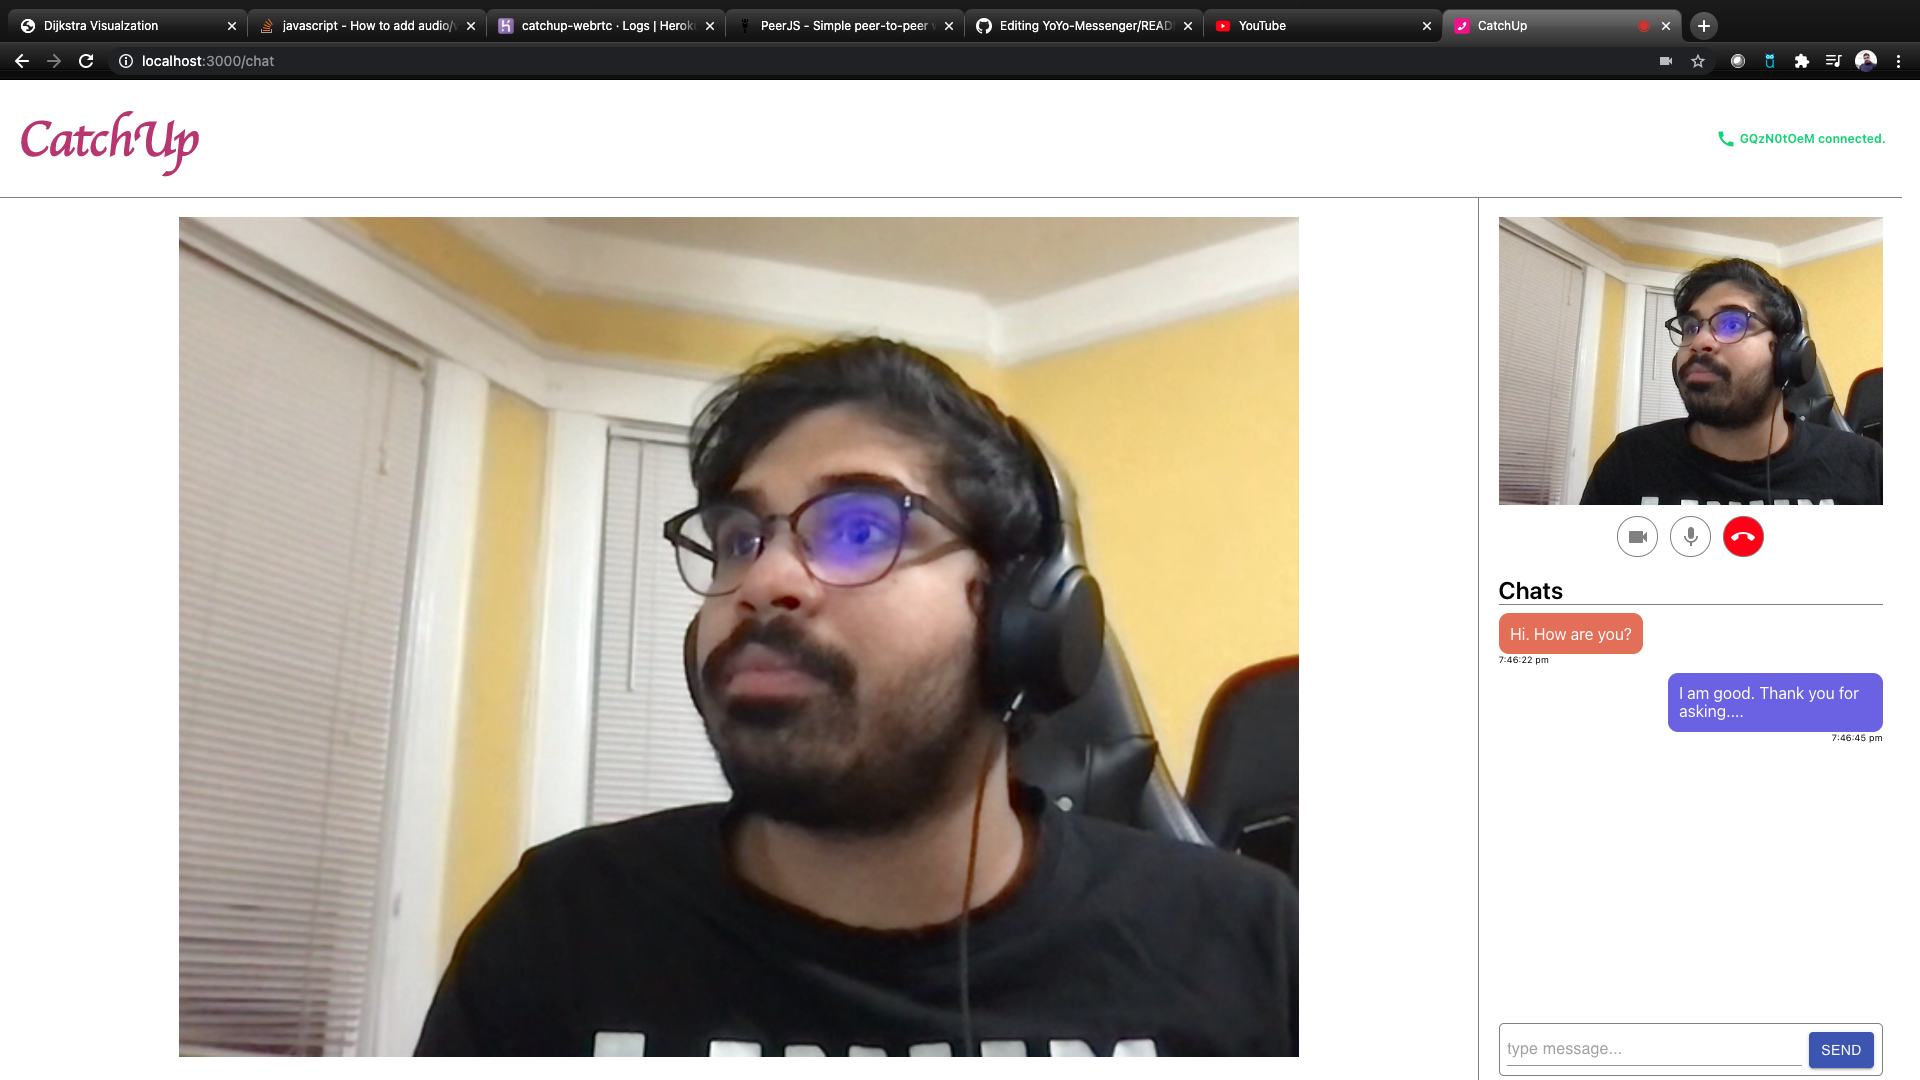 Dijkstra Visualzation
javascript - How to add audio/v
catchup-webrtc · Logs | Heroku
PeerJS - Simple peer-to-peer w
Editing YoYo-Messenger/READ
YouTube
CatchUp
localhost:3000/chat
CatchUp
GQzN0tOeM connected.
Chats
Hi. How are you?
7:46:22 pm
I am good. Thank you for
asking....
7:46:45 pm
type message...
SEND